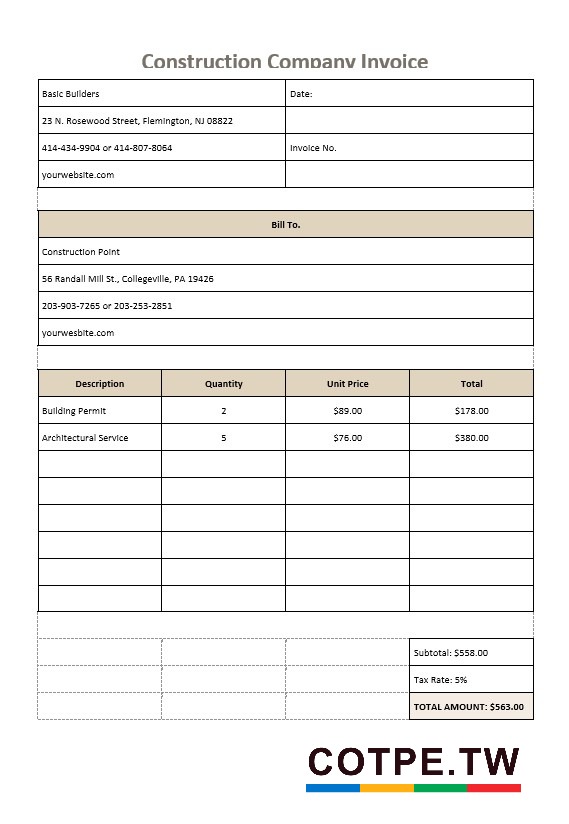 Construction Company Invoice
Basic Builders
Date:
23 N. Rosewood Street, Flemington, NJ 08822
414-434-9904 or 414-807-8064
Invoice No.
yourwebsite.com
Bill To.
Construction Point
56 Randall Mill St., Collegeville, PA 19426
203-903-7265 or 203-253-2851
yourwesbite.com
Description Quantity Unit Price Total
Building Permit 2 $89.00 $178.00
Architectural Service 5 $76.00 $380.00
Subtotal: $558.00
Tax Rate: 5%
TOTAL AMOUNT: $563.00
COTPE.TW